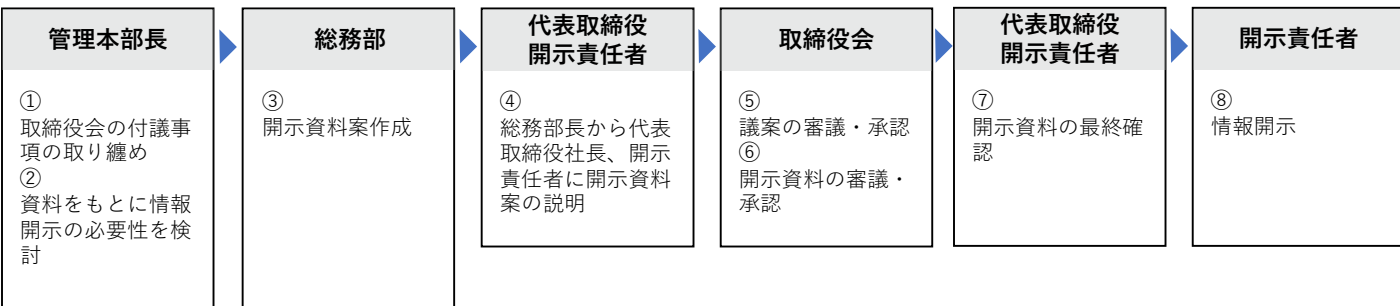 管理本部長
①
取締役会の付議事
項の取り纏め
②
資料をもとに情報
開示の必要性を検
討
総務部
③
開示資料案作成
代表取締役
開示責任者
④
総務部長から代表
取締役社長、開示
責任者に開示資料
案の説明
取締役会
⑤
議案の審議・承認
⑥
開示資料の審議・
承認
代表取締役
開示責任者
⑦
開示資料の最終確
認
開示責任者
⑧
情報開示